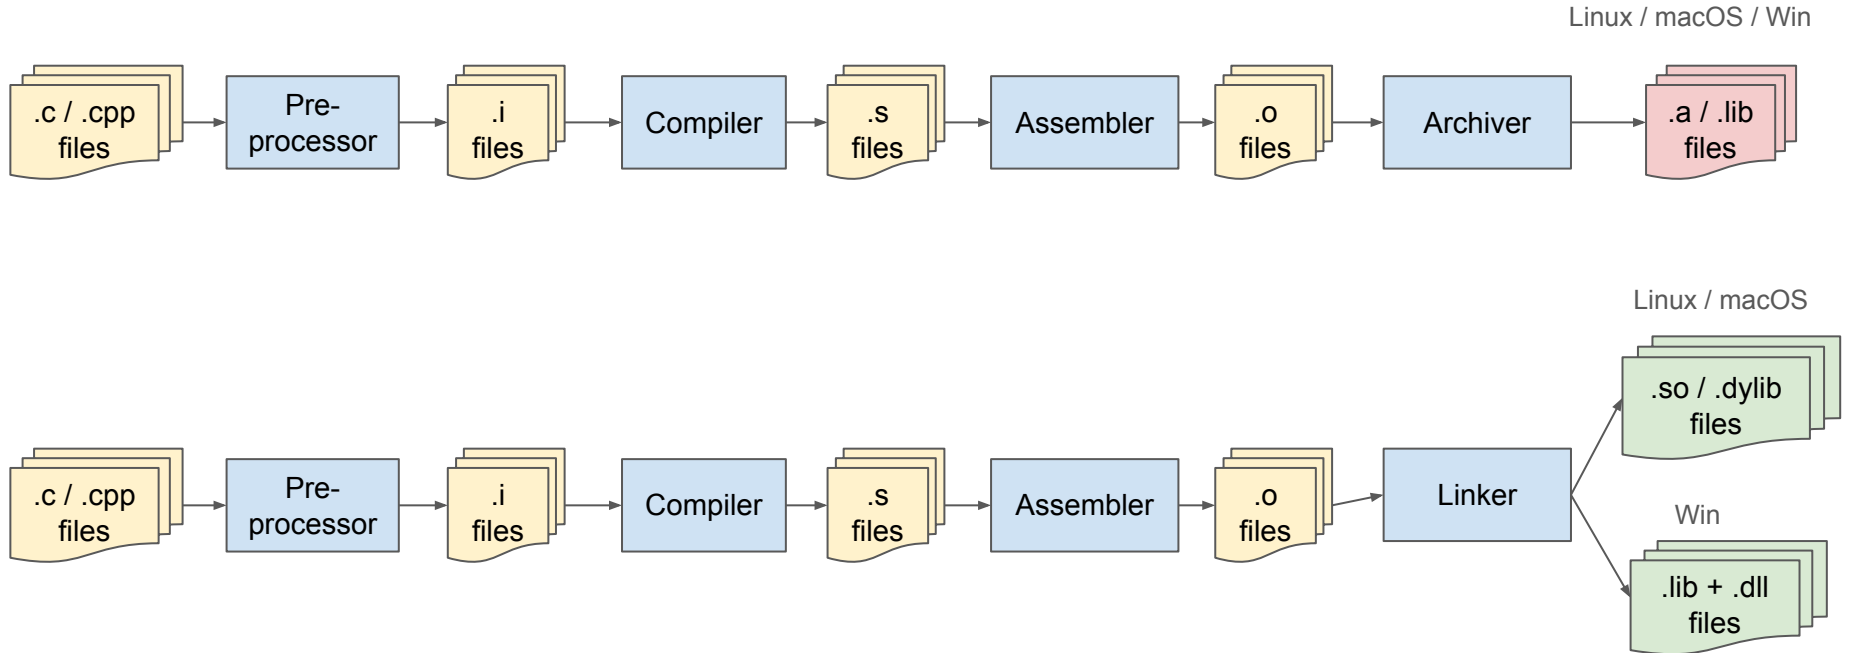 Linux / macOS / Win
.c / .cpp
files
Pre-
processor
.i
files
Compiler
.s
files
Assembler
.o
files
Archiver
.a / .lib
files
Linux / macOS
.so / .dylib
files
.c / .cpp
files
Pre-
processor
.i
files
Compiler
.s
files
Assembler
.o
files
Linker
Win
.lib + .dll
files